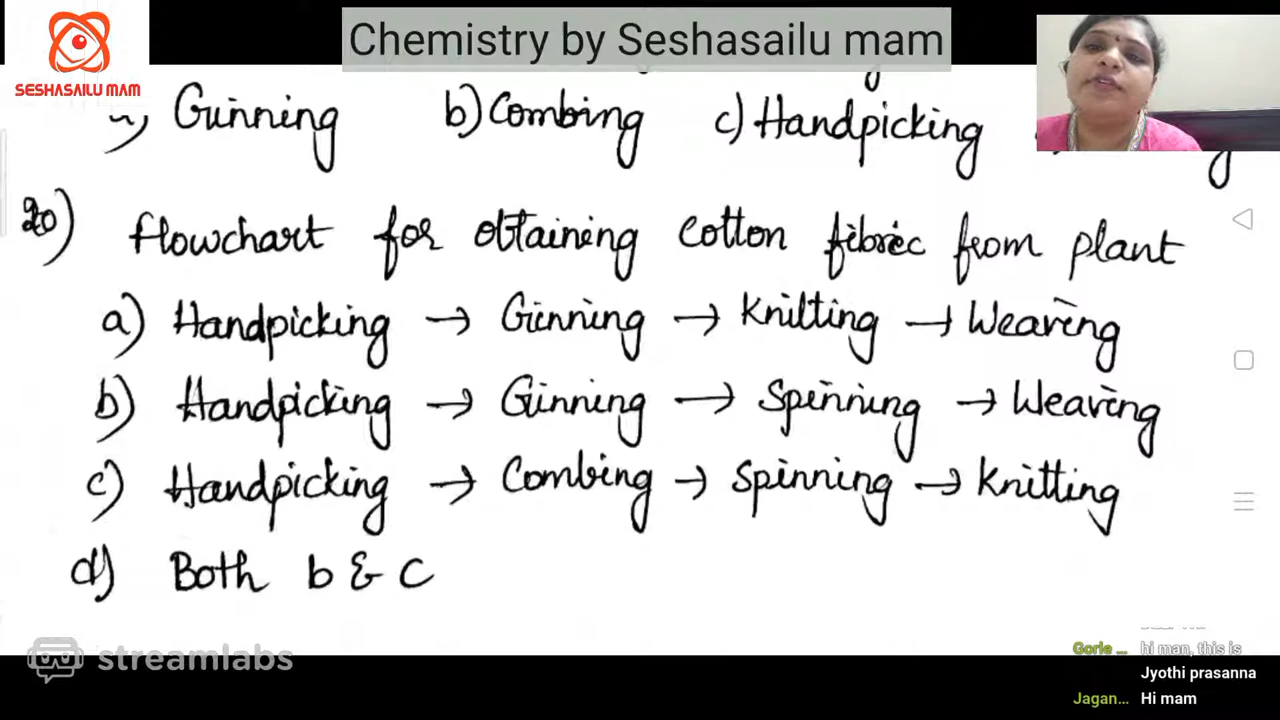 Chemistry by Seshasailu mam
SESHASAILU MAM
Ginning b) Combing c) Handpicking
20) flowchart for obtaining cotton fibric from plant
a) Handpicking → Ginning → Knitting → Weaving
b) Handpicking → Ginning → Spinning → Weaving
c) Handpicking → Combing → Spinning → Knitting
d) Both b & c
streamlabs
Gorle ... hi man, this is
Jyothi prasanna
Jagan... Hi mam